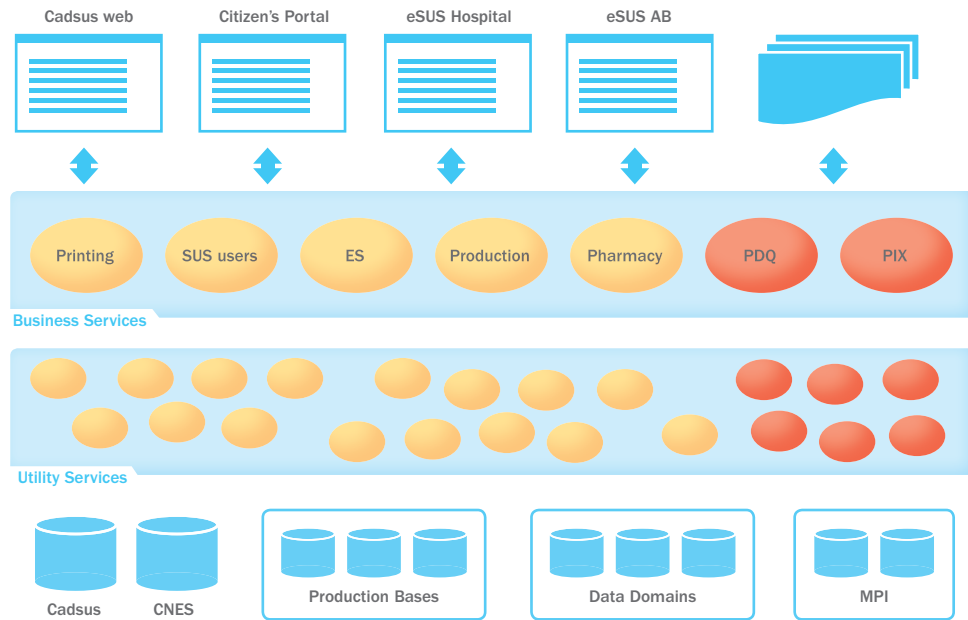 Cadsus web
Citizen’s Portal
eSUS Hospital
eSUS AB
Printing
SUS users
ES
Production
Pharmacy
PDQ
PIX
Business Services
Utility Services
Cadsus
CNES
Production Bases
Data Domains
MPI